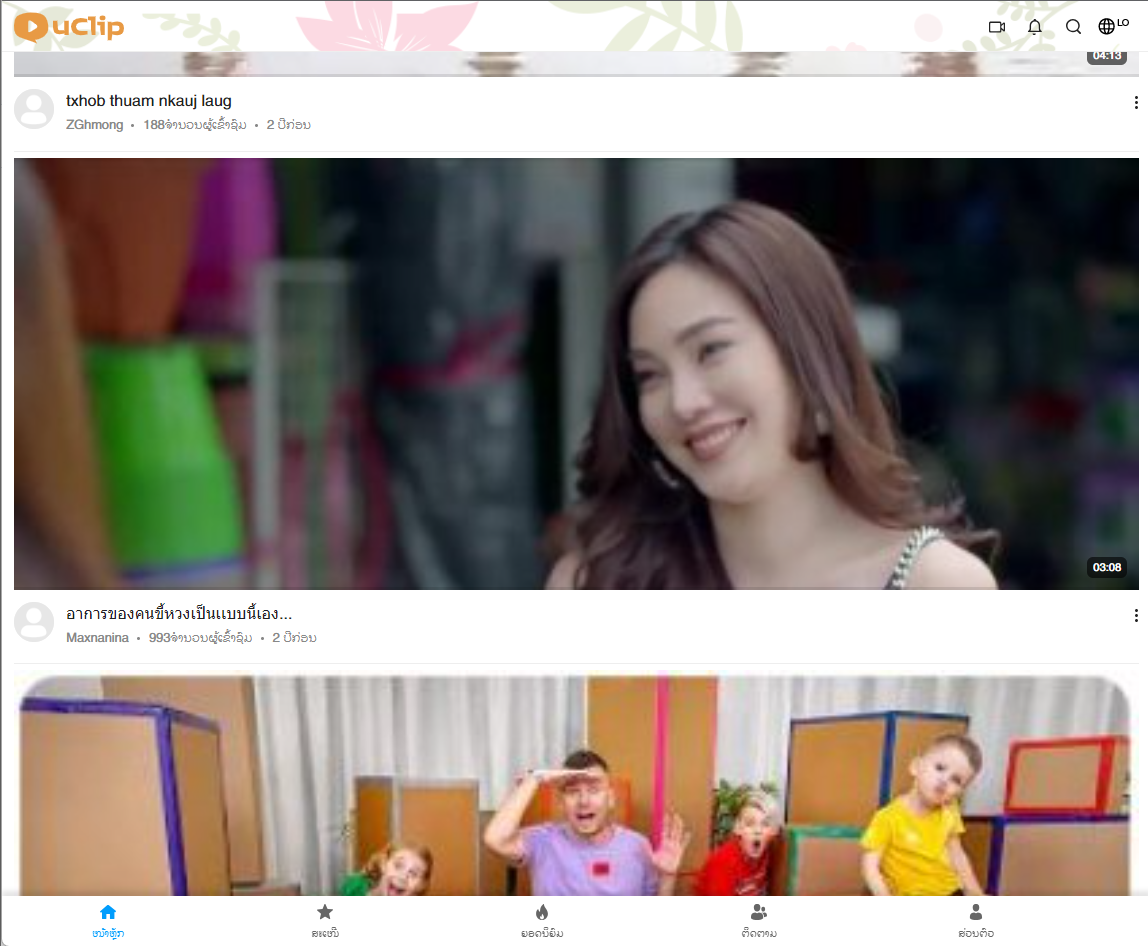 uClip
LO
04:13
txhob thuam nkauj laug
ZGhmong • 188ຈຳນວນຜູ້ເຂົ້າຊົມ • 2 ປີກ່ອນ
03:08
อาการของคนขี้หวงเป็นแบบนี้เอง...
Maxnanina • 993ຈຳນວນຜູ້ເຂົ້າຊົມ • 2 ປີກ່ອນ
ໜ້າຫຼັກ
ສະເໜີ
ຍອດນິຍົມ
ຕິດຕາມ
ສ່ວນຕົວ